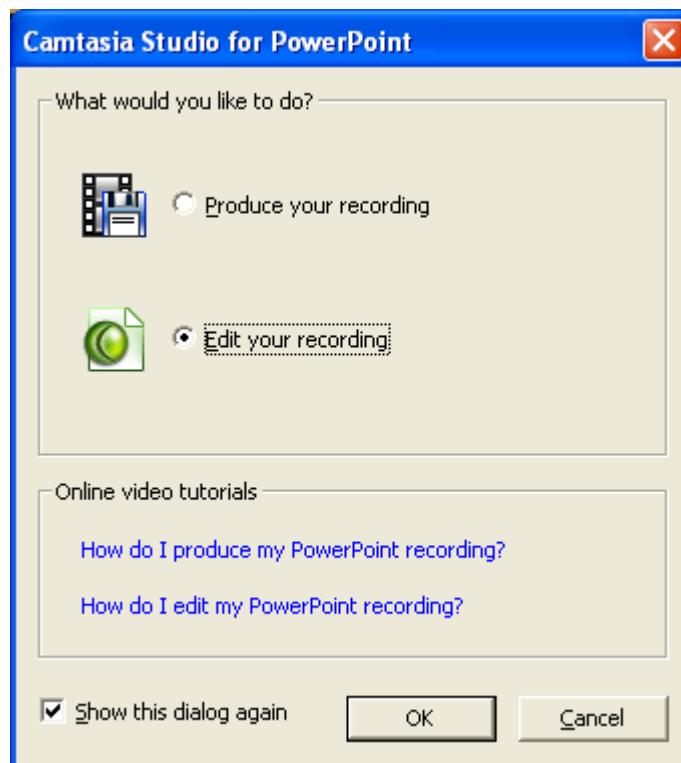 Camtasia Studio for PowerPoint
What would you like to do?
Produce your recording
Edit your recording
Online video tutorials
How do I produce my PowerPoint recording?
How do I edit my PowerPoint recording?
Show this dialog again
OK
Cancel